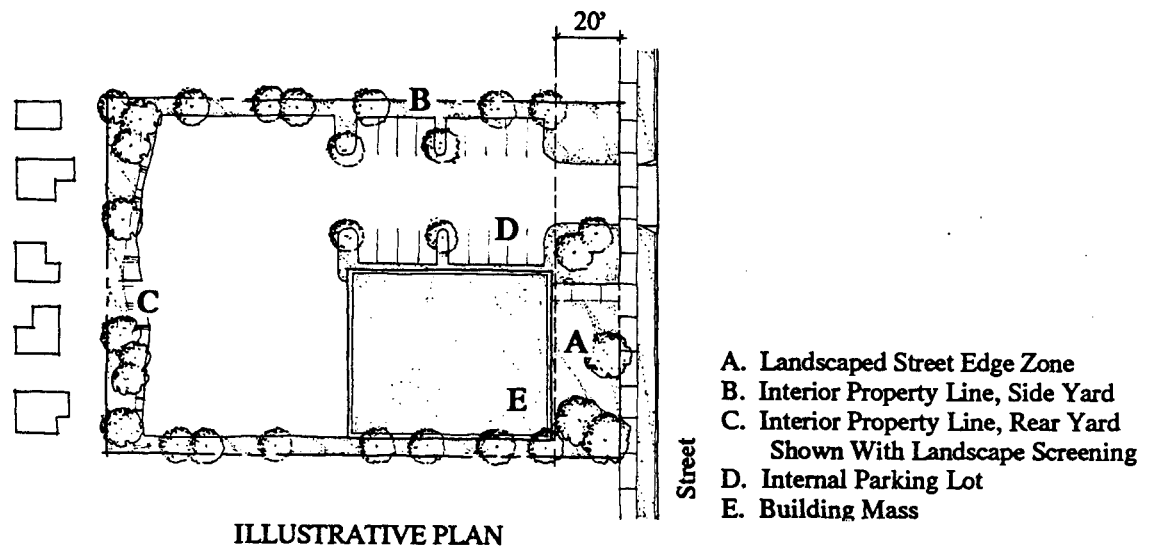 20'
B
D
C
A
E
Street
A. Landscaped Street Edge Zone
B. Interior Property Line, Side Yard
C. Interior Property Line, Rear Yard
Shown With Landscape Screening
D. Internal Parking Lot
E. Building Mass
ILLUSTRATIVE PLAN